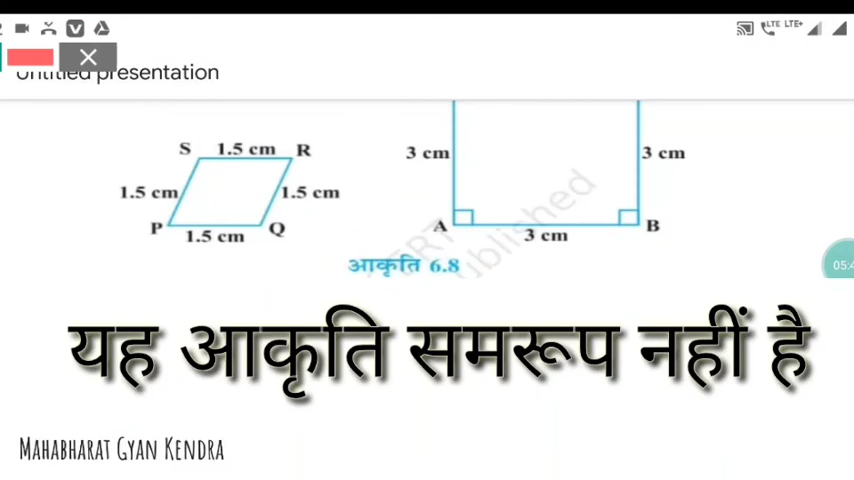 Untitled presentation
S 1.5 cm R
3 cm
3 cm
1.5 cm
1.5 cm
P
Q
1.5 cm
A
3 cm
B
आकृति 6.8
यह आकृति समरूप नहीं है
MAHABHARAT GYAN KENDRA